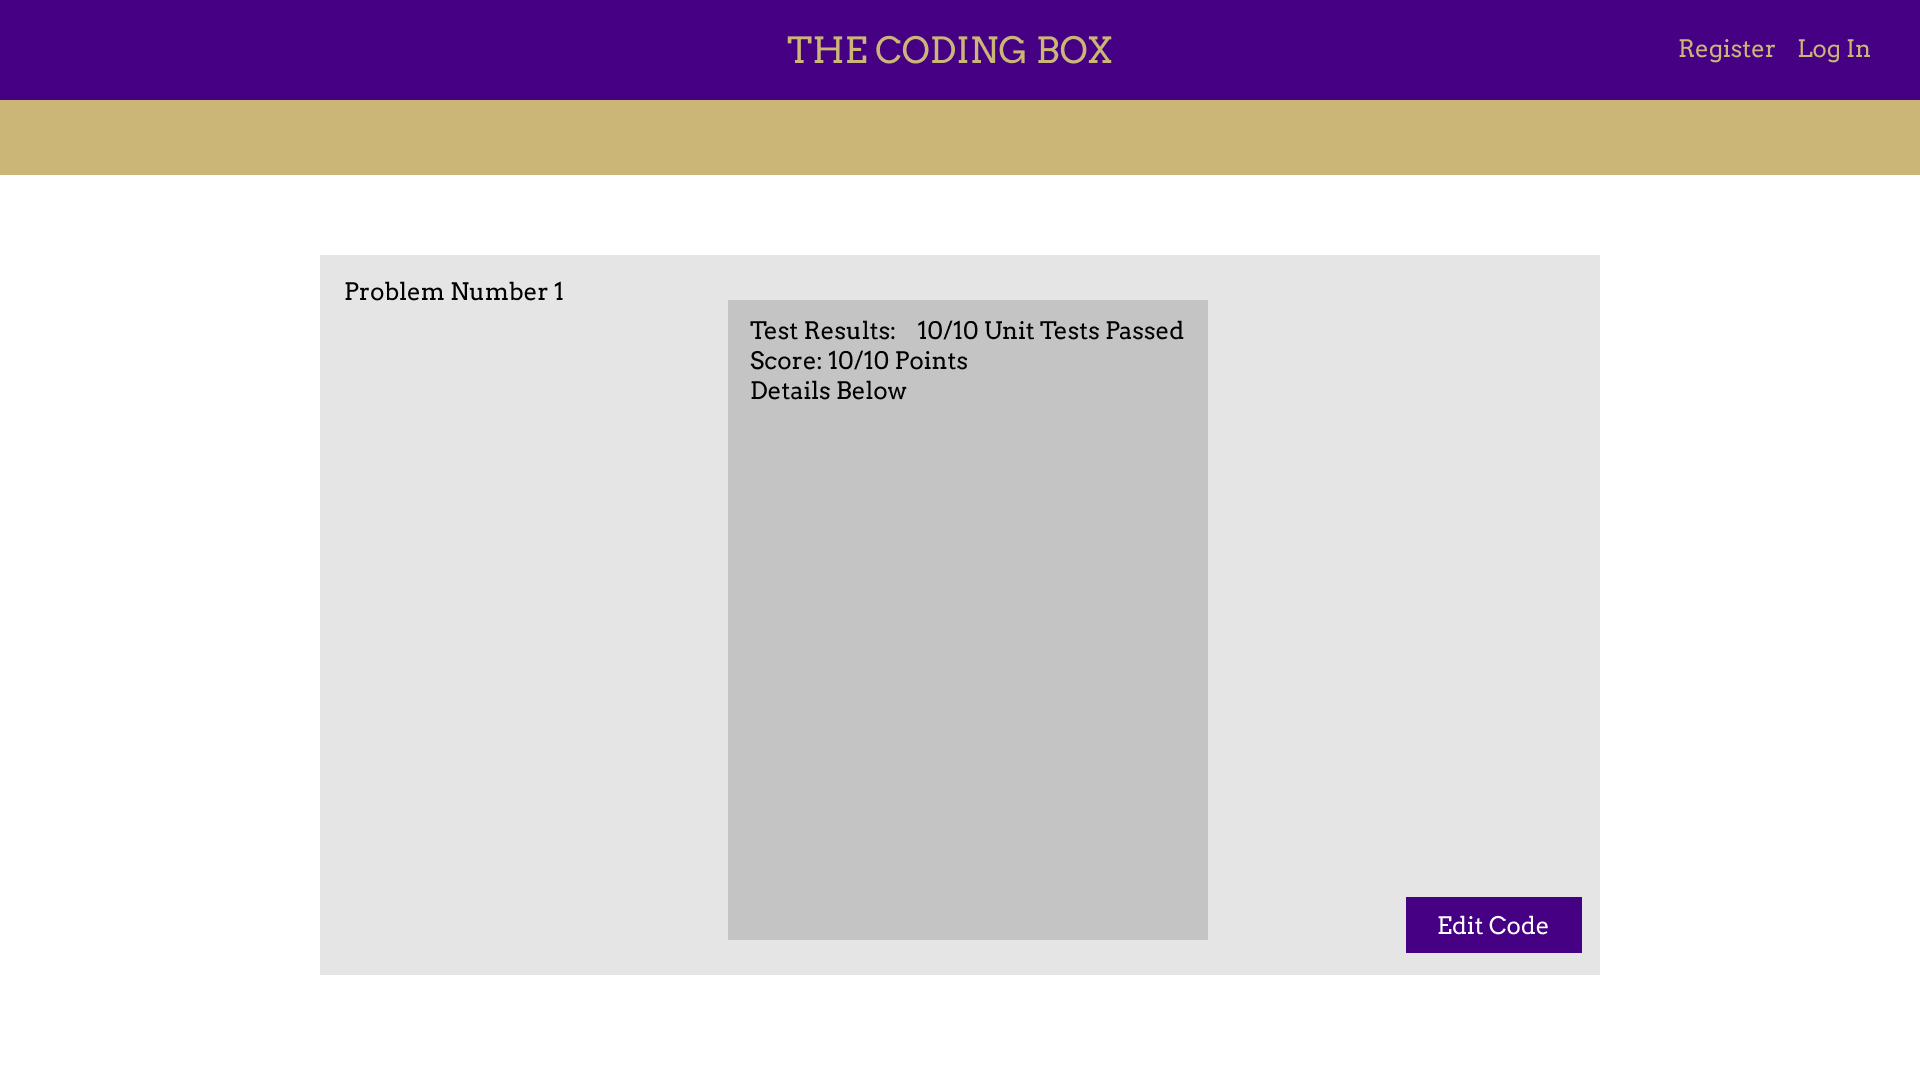 THE CODING BOX
Register Log In
Problem Number 1
Test Results: 10/10 Unit Tests Passed
Score: 10/10 Points
Details Below
Edit Code